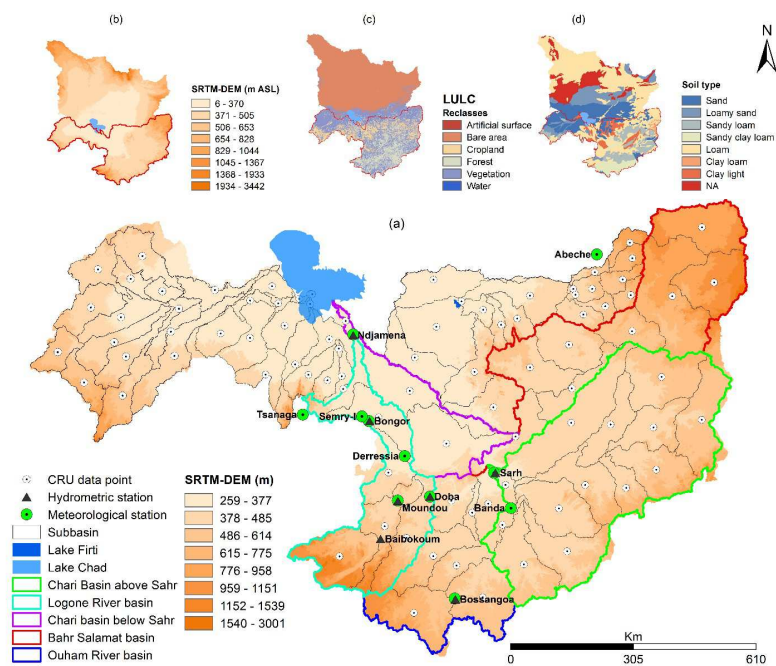 (b)
(c)
(d)
N
SRTM-DEM (m ASL)
6 - 370
371 - 505
506 - 653
654 - 828
829 - 1044
1045 - 1367
1368 - 1933
1934 - 3442
LULC
Reclasses
Artificial surface
Bare area
Cropland
Forest
Vegetation
Water
Soil type
Sand
Loamy sand
Sandy loam
Sandy clay loam
Loam
Clay loam
Clay light
NA
(a)
Abeche
Ndjamena
Tsanaga
Semry-I
Bongor
Derressia
Sarh
Doba
Moundou
Banda
Baibokoum
Bossangoa
CRU data point
Hydrometric station
Meteorological station
Subbasin
Lake Firti
Lake Chad
Chari Basin above Sahr
Logone River basin
Chari basin below Sahr
Bahr Salamat basin
Ouham River basin
SRTM-DEM (m)
259 - 377
378 - 485
486 - 614
615 - 775
776 - 958
959 - 1151
1152 - 1539
1540 - 3001
Km
0 305 610